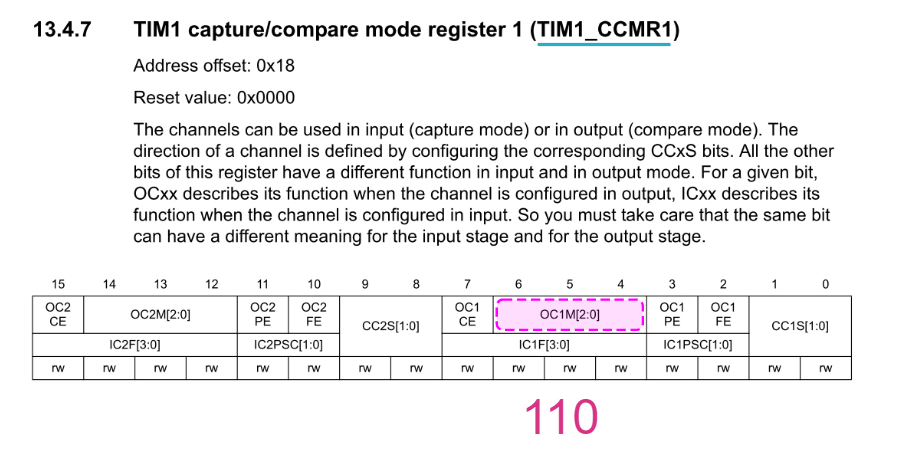 13.4.7 TIM1 capture/compare mode register 1 (TIM1_CCMR1)
Address offset: 0x18
Reset value: 0x0000
The channels can be used in input (capture mode) or in output (compare mode). The
direction of a channel is defined by configuring the corresponding CCxS bits. All the other
bits of this register have a different function in input and in output mode. For a given bit,
OCxx describes its function when the channel is configured in output, ICxx describes its
function when the channel is configured in input. So you must take care that the same bit
can have a different meaning for the input stage and for the output stage.
15 14 13 12 11 10 9 8 7 6 5 4 3 2 1 0
OC2 CE OC2M[2:0] OC2 PE OC2 FE CC2S[1:0] OC1 CE OC1M[2:0] OC1 PE OC1 FE CC1S[1:0]
IC2F[3:0] IC2PSC[1:0] IC1F[3:0] IC1PSC[1:0]
rw rw rw rw rw rw rw rw rw rw rw rw rw rw rw rw
110